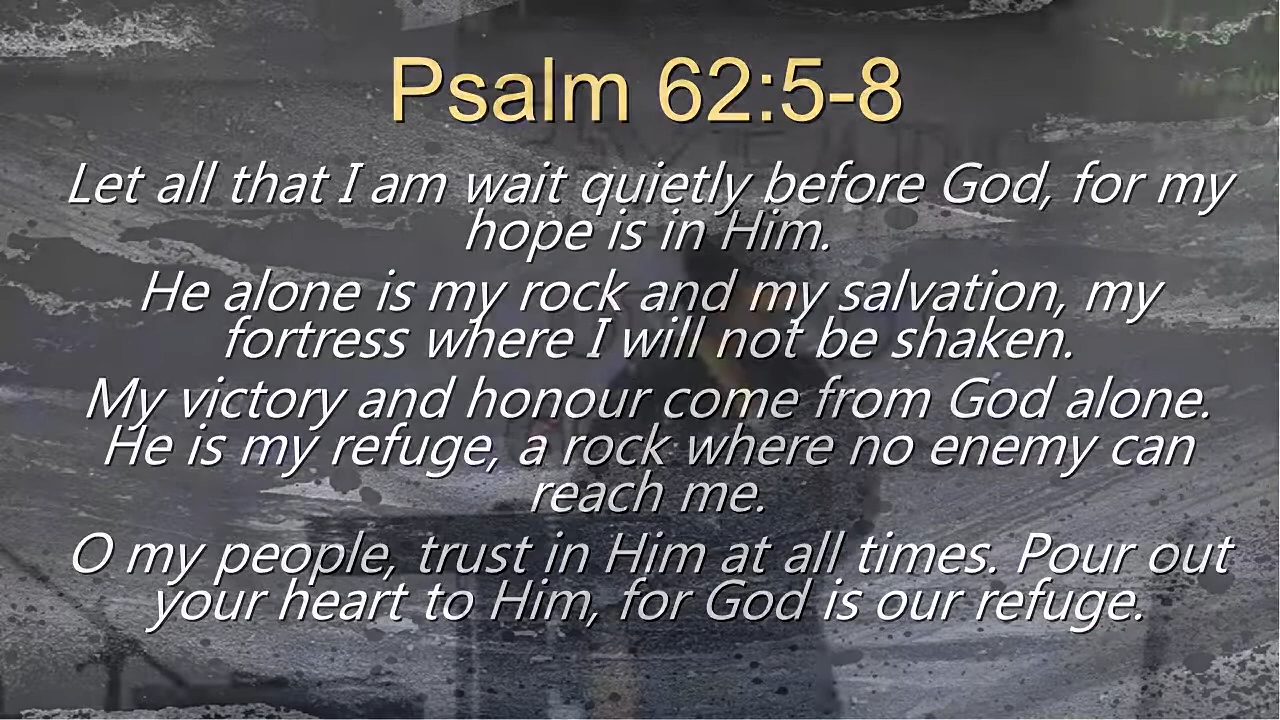 Psalm 62:5-8
Let all that I am wait quietly before God, for my
hope is in Him.
He alone is my rock and my salvation, my
fortress where I will not be shaken.
My victory and honour come from God alone.
He is my refuge, a rock where no enemy can
reach me.
O my people, trust in Him at all times. Pour out
your heart to Him, for God is our refuge.